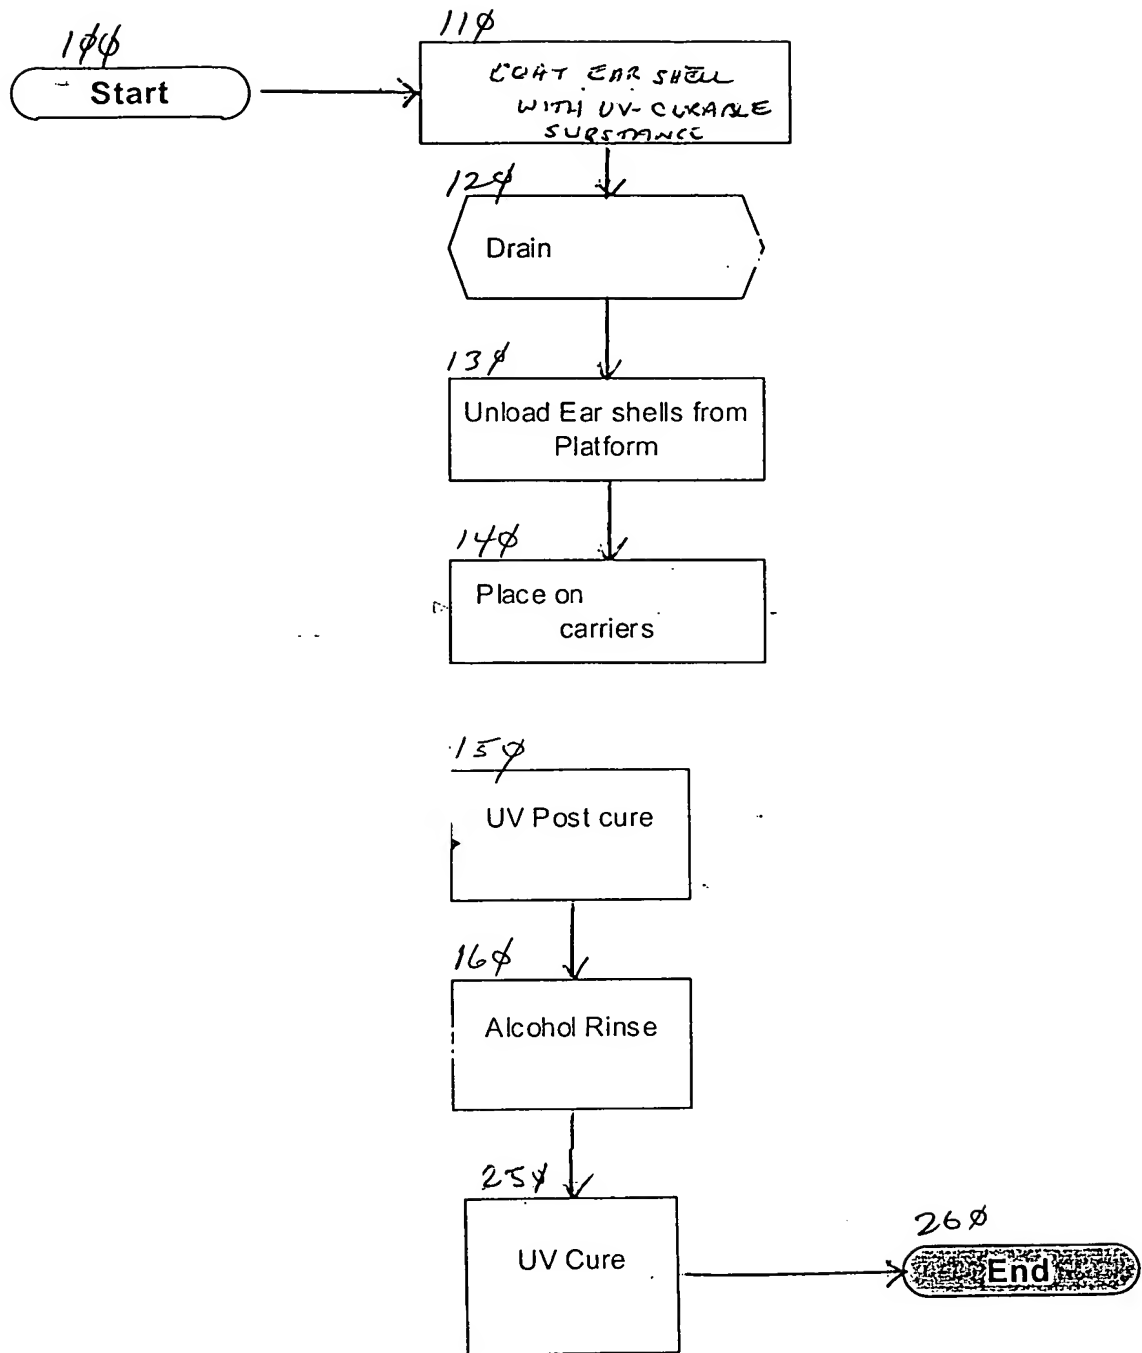 100
Start
110
COAT EAR SHELL
WITH UV-CURABLE
SUBSTANCE
120
Drain
130
Unload Ear shells from
Platform
140
Place on
carriers
150
UV Post cure
160
Alcohol Rinse
250
UV Cure
260
End